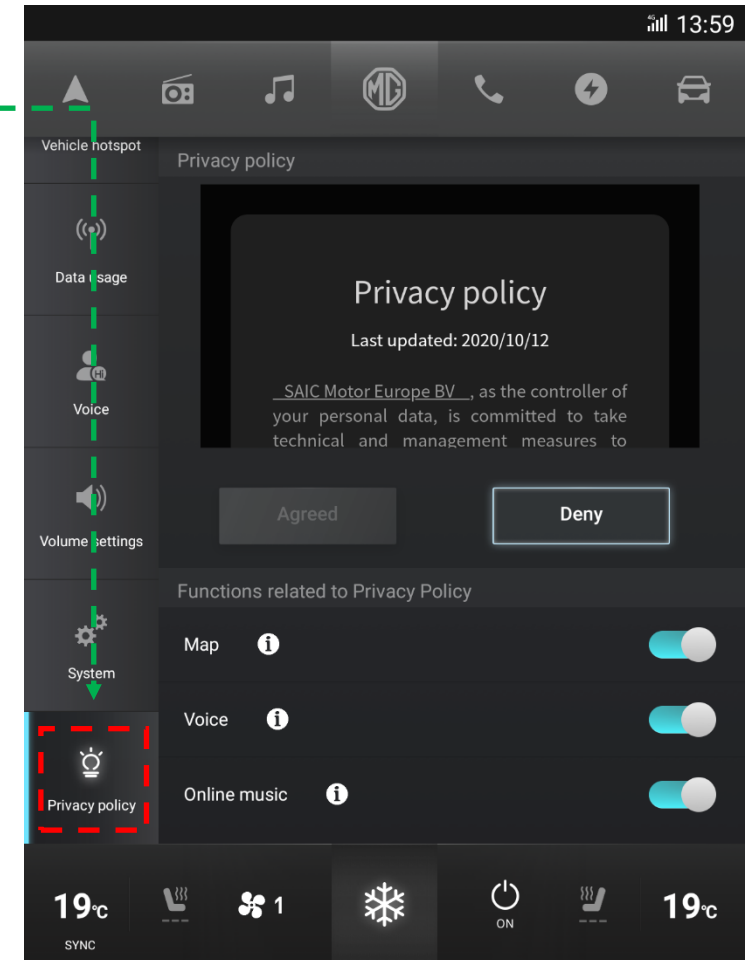 4G 13:59
MG
Vehicle hotspot
Privacy policy
Data usage
Privacy policy
Last updated: 2020/10/12
SAIC Motor Europe BV , as the controller of
your personal data, is committed to take
technical and management measures to
Hi
Voice
Agreed
Deny
Volume settings
Functions related to Privacy Policy
Map i
System
Voice i
Online music i
Privacy policy
19°C
1
ON
19°C
SYNC